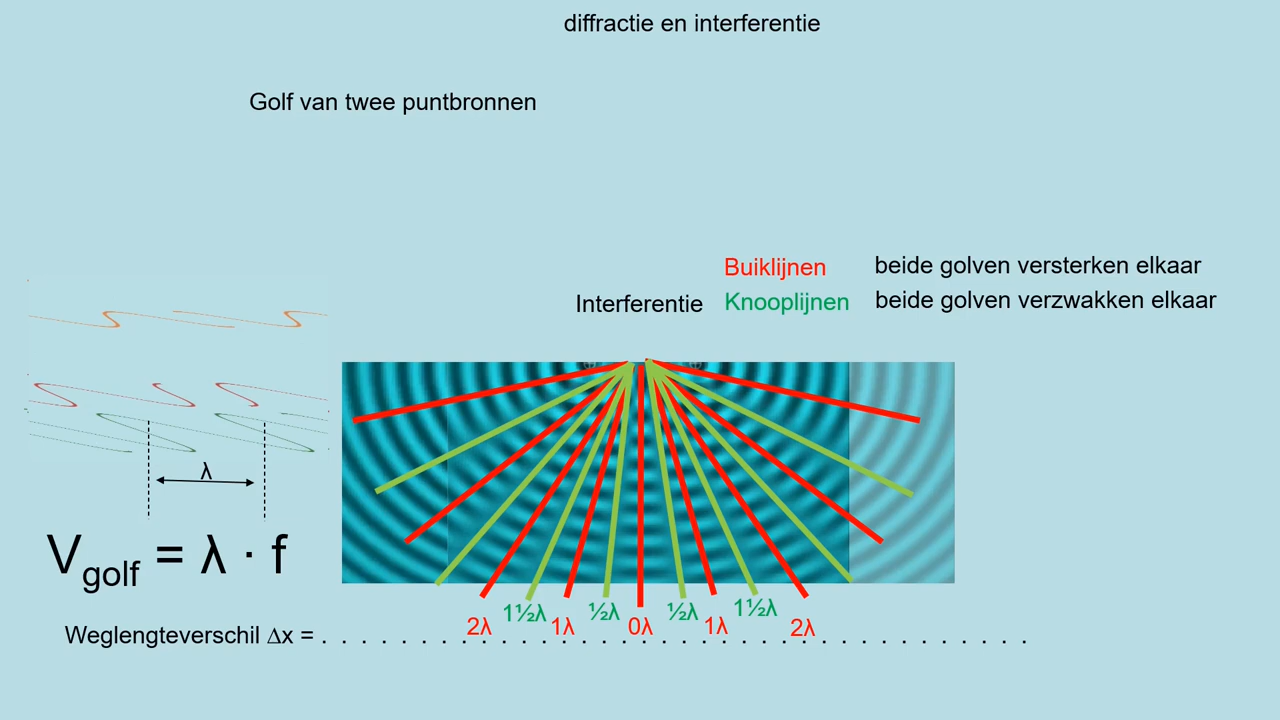 diffractie en interferentie
Golf van twee puntbronnen
Buiklijnen beide golven versterken elkaar
Interferentie Knooplijnen beide golven verzwakken elkaar
λ
Vgolf = λ · f
2λ 1½λ 1λ ½λ 0λ ½λ 1λ 1½λ 2λ
Weglengteverschil Δx = . . . . . . . . . . . . . . . . . . . . . . . . . . . . . . . . . . . .